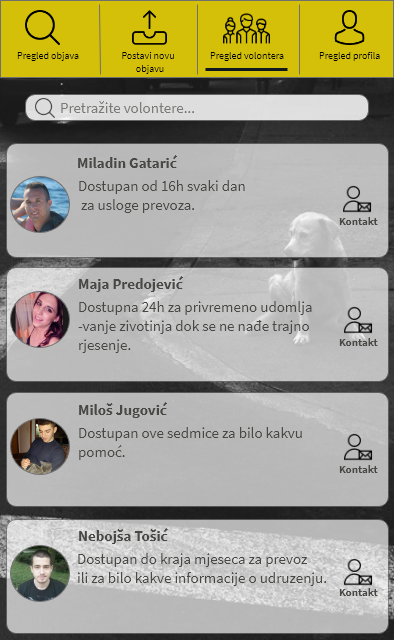 Pregled objava
Postavi novu
objavu
Pregled volontera
Pregled profila
Pretražite volontere...
Miladin Gatarić
Dostupan od 16h svaki dan
za usloge prevoza.
Kontakt
Maja Predojević
Dostupna 24h za privremeno udomlja
-vanje zivotinja dok se ne nađe trajno
rjesenje.
Kontakt
Miloš Jugović
Dostupan ove sedmice za bilo kakvu
pomoć.
Kontakt
Nebojša Tošić
Dostupan do kraja mjeseca za prevoz
ili za bilo kakve informacije o udruzenju.
Kontakt